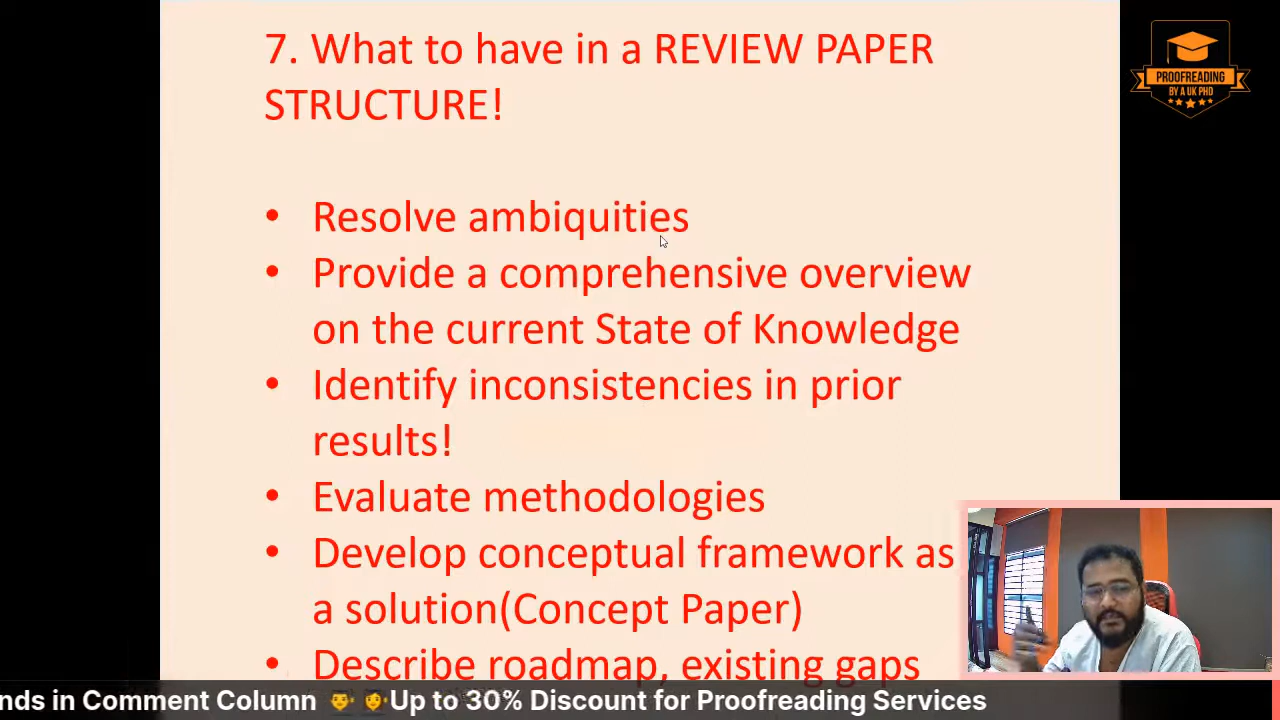 7. What to have in a REVIEW PAPER
STRUCTURE!
PROOFREADING
BY A UK PHD
• Resolve ambiquities
• Provide a comprehensive overview
on the current State of Knowledge
• Identify inconsistencies in prior
results!
• Evaluate methodologies
• Develop conceptual framework as
a solution(Concept Paper)
• Describe roadmap, existing gaps
nds in Comment Column 👨‍🎓 👩‍🎓Up to 30% Discount for Proofreading Services